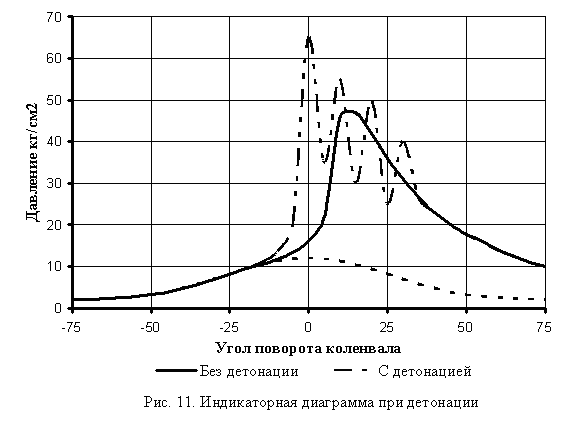 70
60
50
40
30
20
10
0
Давление кг/см2
-75 -50 -25 0 25 50 75
Угол поворота коленвала
Без детонации С детонацией
Рис. 11. Индикаторная диаграмма при детонации